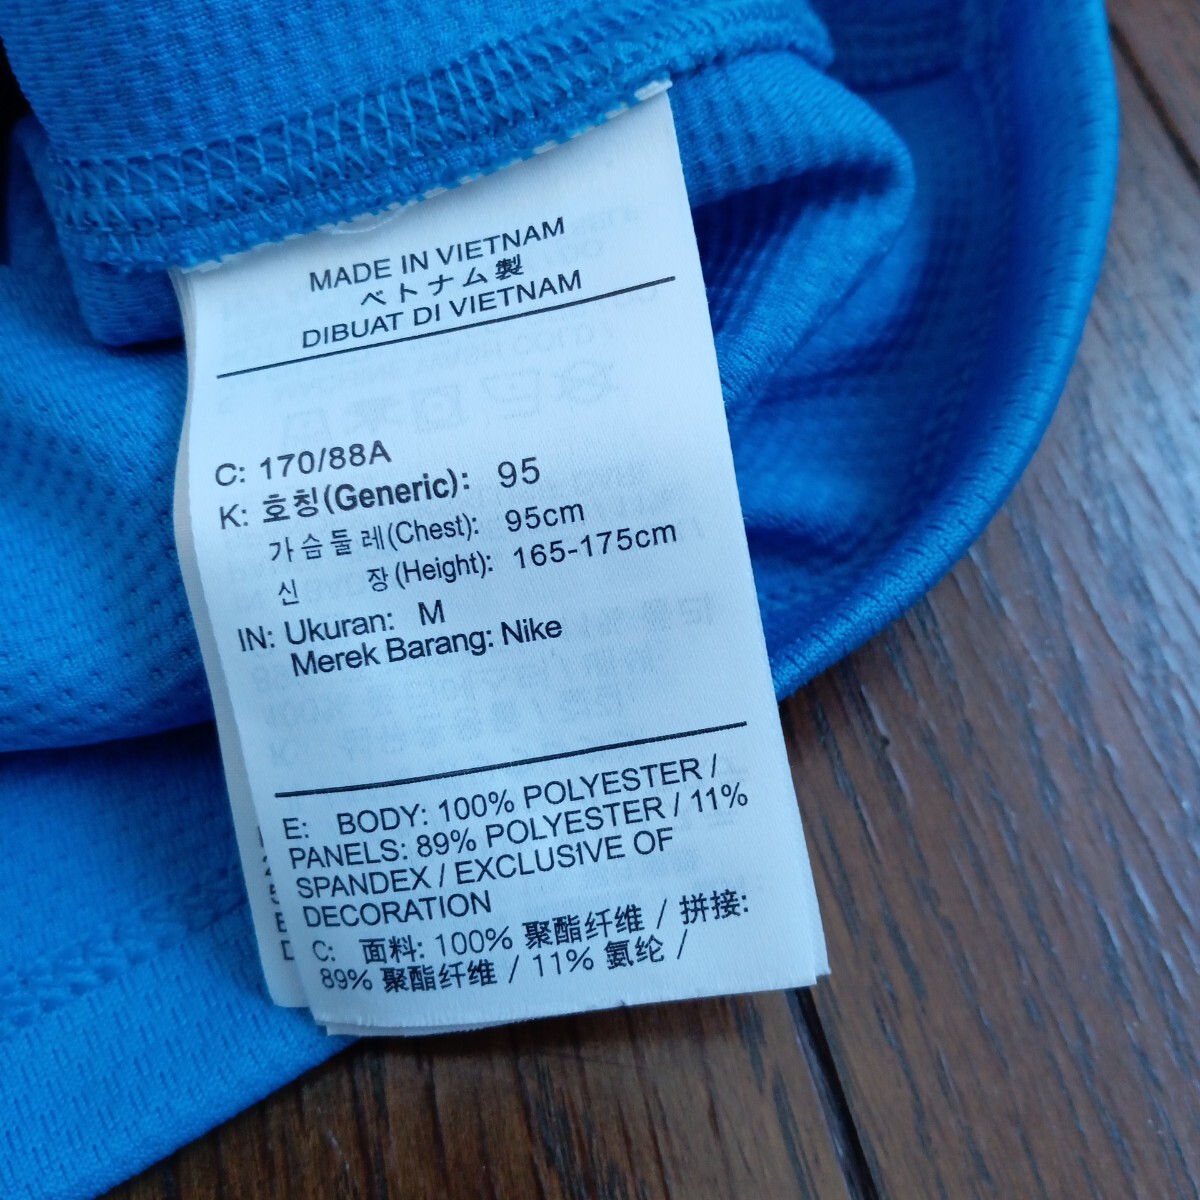 MADE IN VIETNAM
ベトナム製
DIBUAT DI VIETNAM
C: 170/88A
K: 호칭(Generic): 95
가슴둘레(Chest): 95cm
신 장(Height): 165-175cm
IN: Ukuran: M
Merek Barang: Nike
E: BODY: 100% POLYESTER /
PANELS: 89% POLYESTER / 11%
SPANDEX / EXCLUSIVE OF
DECORATION
C: 面料: 100% 聚酯纤维 / 拼接:
89% 聚酯纤维 / 11% 氨纶 /